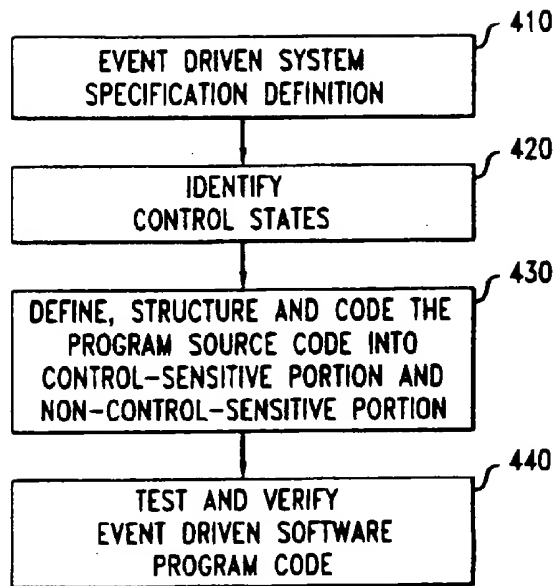 410
EVENT DRIVEN SYSTEM
SPECIFICATION DEFINITION
420
IDENTIFY
CONTROL STATES
430
DEFINE, STRUCTURE AND CODE THE
PROGRAM SOURCE CODE INTO
CONTROL-SENSITIVE PORTION AND
NON-CONTROL-SENSITIVE PORTION
440
TEST AND VERIFY
EVENT DRIVEN SOFTWARE
PROGRAM CODE